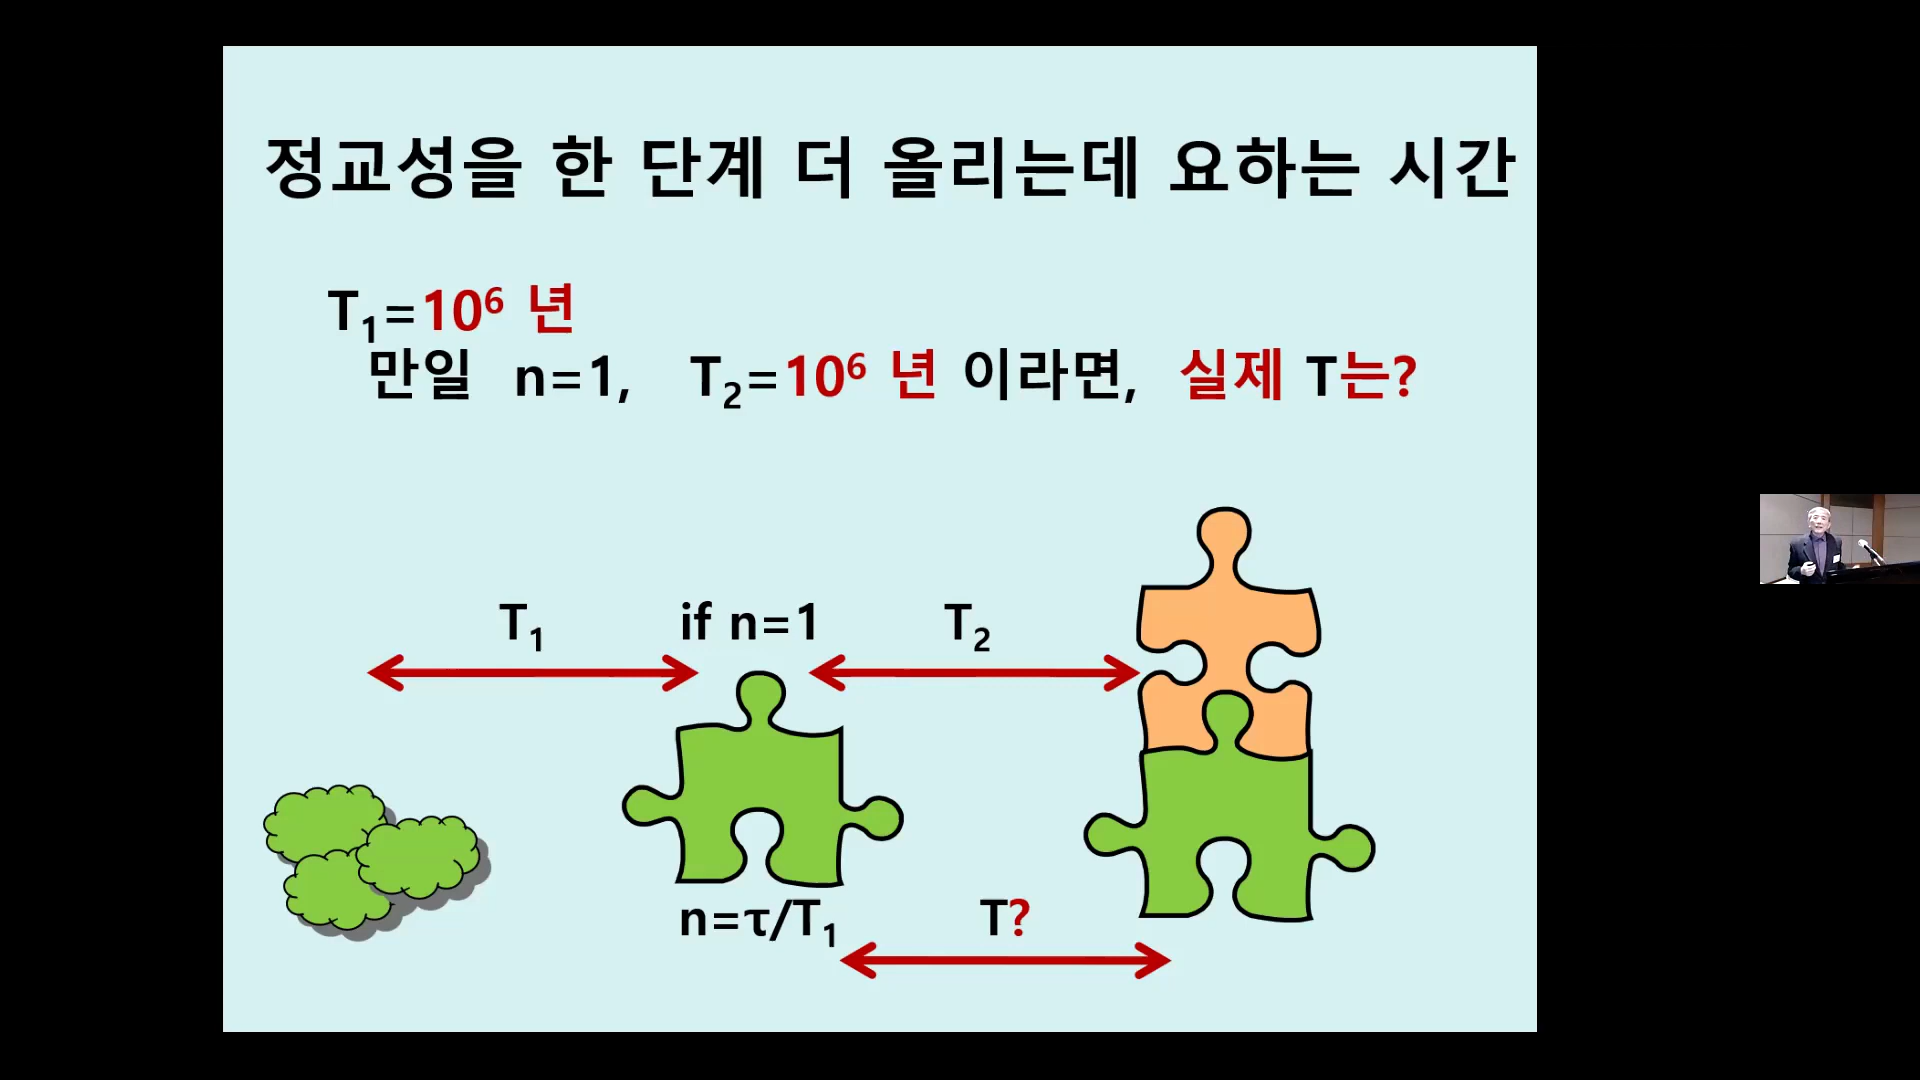 정교성을 한 단계 더 올리는데 요하는 시간
T₁=10⁶ 년
만일 n=1, T₂=10⁶ 년 이라면, 실제 T는?
T₁ if n=1 T₂
n=τ/T₁ T?